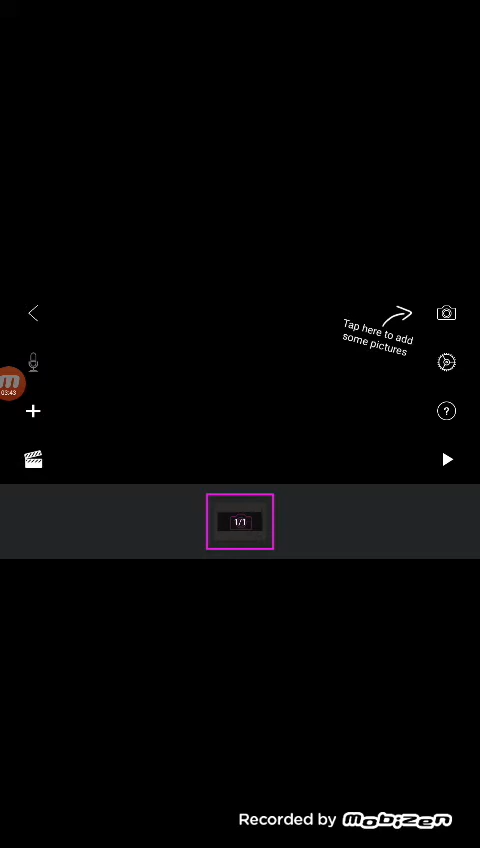 Tap here to add
some pictures
03:43
?
1/1
Recorded by Mobizen